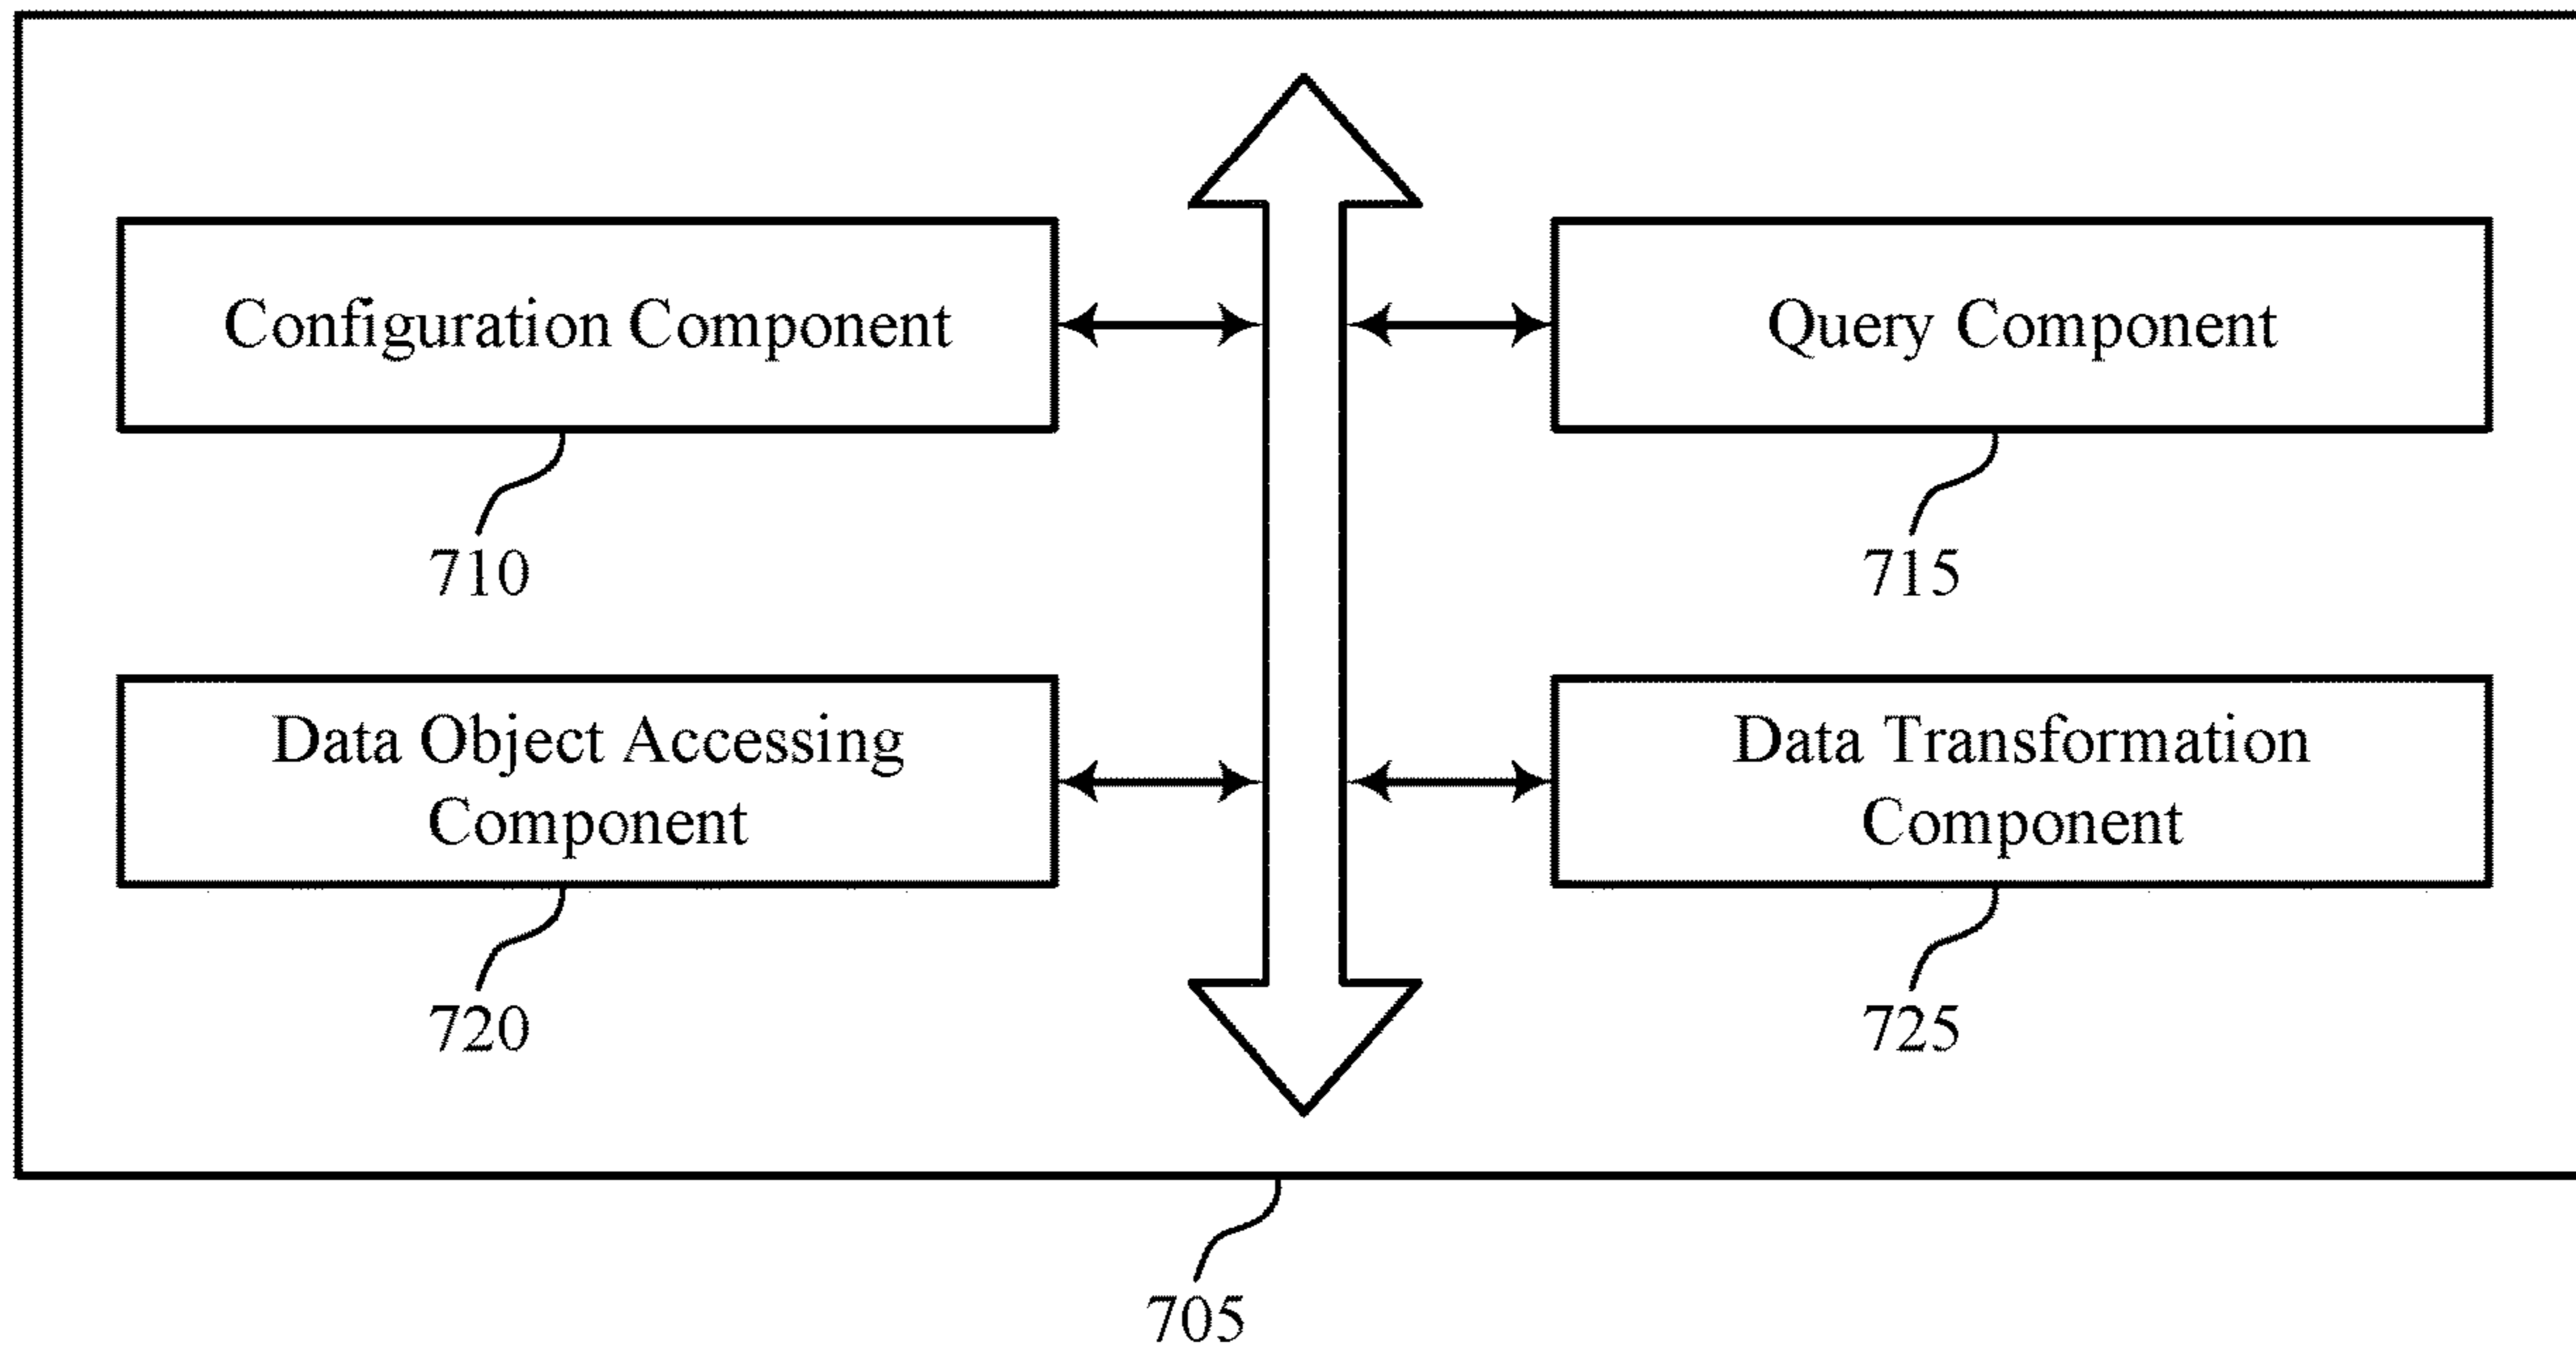 Configuration Component
Query Component
710
715
Data Object Accessing
Component
Data Transformation
Component
720
725
705